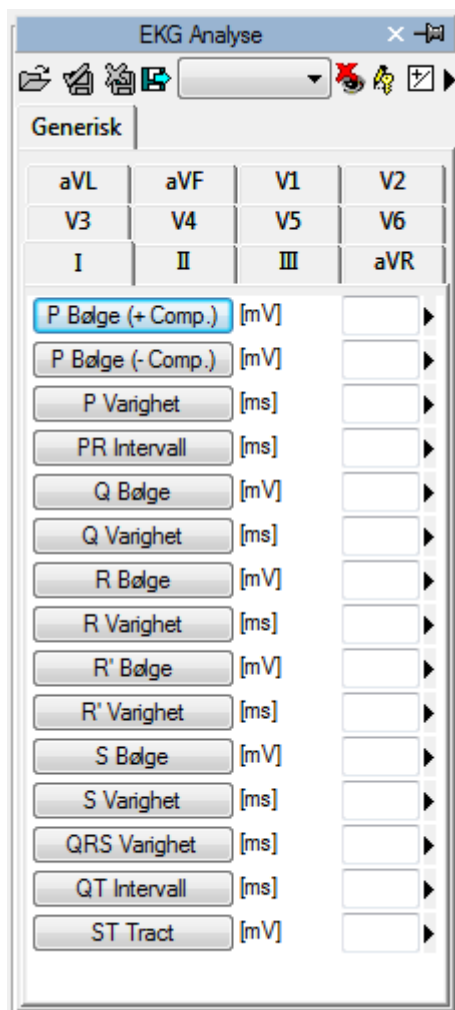 EKG Analyse
Generisk
aVL aVF V1 V2
V3 V4 V5 V6
I II III aVR
P Bølge (+ Comp.) [mV]
P Bølge (- Comp.) [mV]
P Varighet [ms]
PR Intervall [ms]
Q Bølge [mV]
Q Varighet [ms]
R Bølge [mV]
R Varighet [ms]
R' Bølge [mV]
R' Varighet [ms]
S Bølge [mV]
S Varighet [ms]
QRS Varighet [ms]
QT Intervall [ms]
ST Tract [mV]